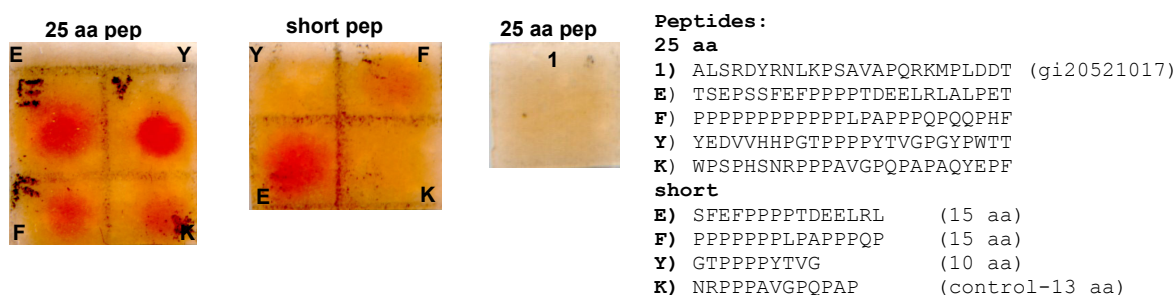 25 aa pep
E Y
F K
short pep
Y F
E K
25 aa pep
1
Peptides:
25 aa
1) ALSRDYRNLKPSAVAPQRKMPLDDT (gi20521017)
E) TSEPSSFEFPPPPTDEELRLALPET
F) PPPPPPPPPPPPPLPAPPPQPQQPHF
Y) YEDVVHHPGTPPPPYTVGPGYPWTT
K) WPSPHSNRPPPAVGPQPAPAQYEPF
short
E) SFEFPPPPTDEELRL (15 aa)
F) PPPPPPPLPAPPPQP (15 aa)
Y) GTPPPPYTVG (10 aa)
K) NRPPPAVGPQPAP (control-13 aa)